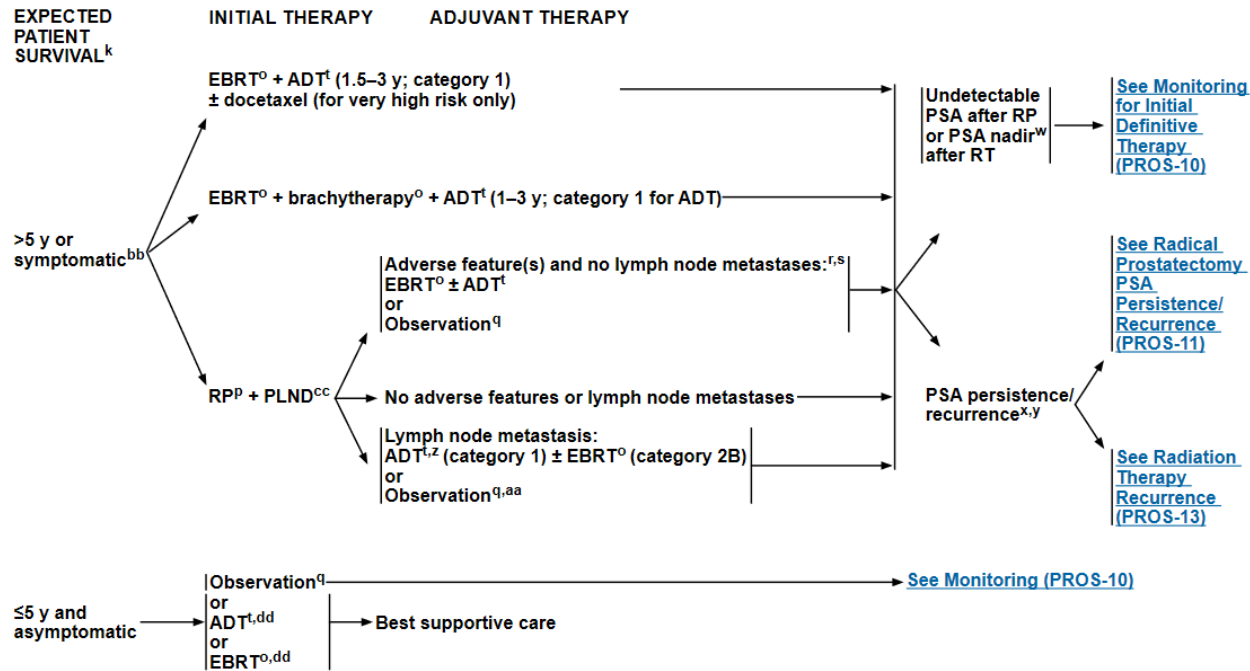 EXPECTED
PATIENT
SURVIVALᵏ
INITIAL THERAPY
ADJUVANT THERAPY
>5 y or
symptomaticᵇᵇ
EBRTᵒ + ADTᵗ (1.5–3 y; category 1)
± docetaxel (for very high risk only)
EBRTᵒ + brachytherapyᵒ + ADTᵗ (1–3 y; category 1 for ADT)
RPᵖ + PLNDᶜᶜ
Adverse feature(s) and no lymph node metastases:ʳ,ˢ
EBRTᵒ ± ADTᵗ
or
Observation^q
No adverse features or lymph node metastases
Lymph node metastasis:
ADTᵗ,ᶻ (category 1) ± EBRTᵒ (category 2B)
or
Observation^q,aa
Undetectable
PSA after RP
or PSA nadirʷ
after RT
See Monitoring
for Initial
Definitive
Therapy
(PROS-10)
PSA persistence/
recurrenceˣ,ʸ
See Radical
Prostatectomy
PSA
Persistence/
Recurrence
(PROS-11)
See Radiation
Therapy
Recurrence
(PROS-13)
≤5 y and
asymptomatic
Observation^q
or
ADTᵗ,ᵈᵈ
or
EBRTᵒ,ᵈᵈ
Best supportive care
See Monitoring (PROS-10)